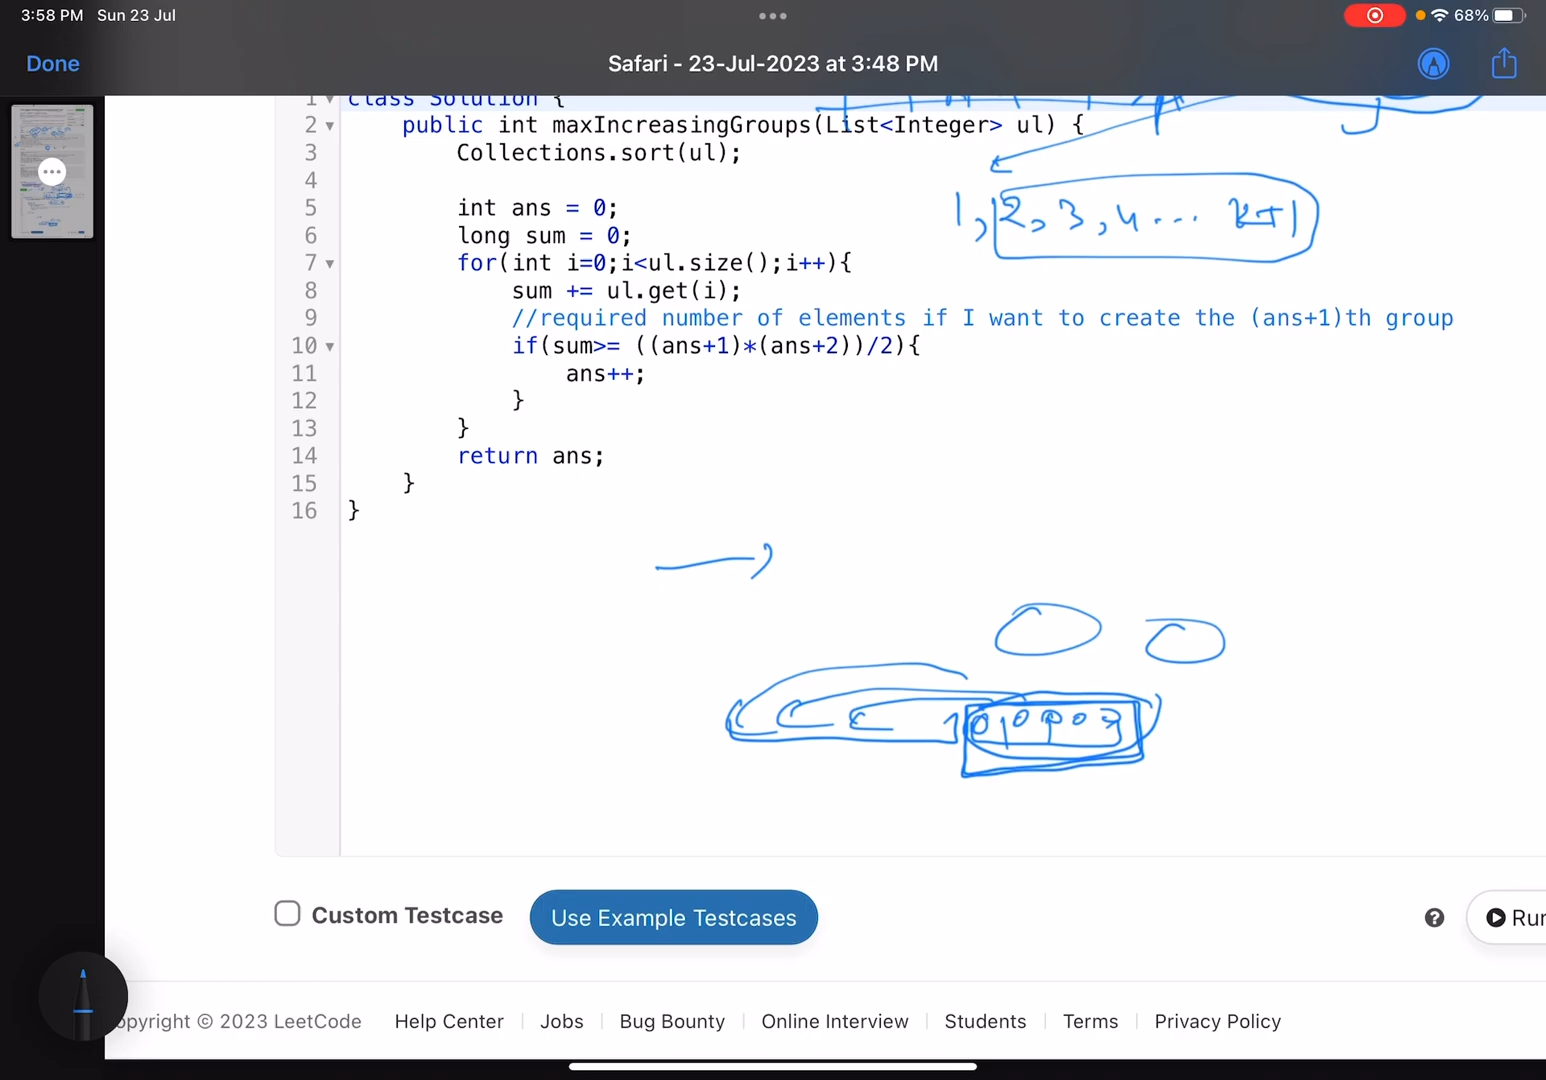 3:58 PM Sun 23 Jul
68%
Done
Safari - 23-Jul-2023 at 3:48 PM
1 class Solution {
2 public int maxIncreasingGroups(List<Integer> ul) {
3 Collections.sort(ul);
4
5 int ans = 0;
6 long sum = 0;
7 for(int i=0;i<ul.size();i++){
8 sum += ul.get(i);
9 //required number of elements if I want to create the (ans+1)th group
10 if(sum>= ((ans+1)*(ans+2))/2){
11 ans++;
12 }
13 }
14 return ans;
15 }
16 }
1, 2, 3, 4 ... k+1
Custom Testcase
Use Example Testcases
Run
opyright © 2023 LeetCode
Help Center
Jobs
Bug Bounty
Online Interview
Students
Terms
Privacy Policy